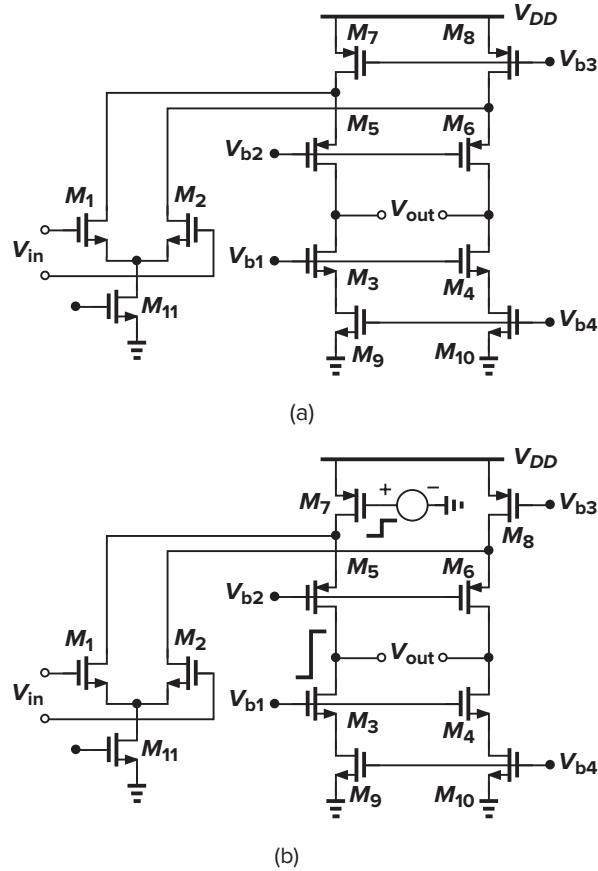 V_DD
M_7
M_8
V_b3
M_5
M_6
V_b2
M_1
M_2
V_out
V_in
V_b1
M_3
M_4
M_11
V_b4
M_9
M_10
(a)
V_DD
M_7
+
−
V_b3
M_8
M_5
M_6
V_b2
M_1
M_2
V_out
V_in
V_b1
M_3
M_4
M_11
V_b4
M_9
M_10
(b)